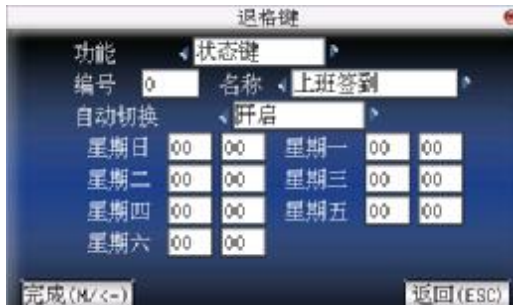 退格键
功能 状态键
编号 0 名称 上班签到
自动切换 开启
星期日 00 00 星期一 00 00
星期二 00 00 星期三 00 00
星期四 00 00 星期五 00 00
星期六 00 00
完成(M/<-) 返回(ESC)